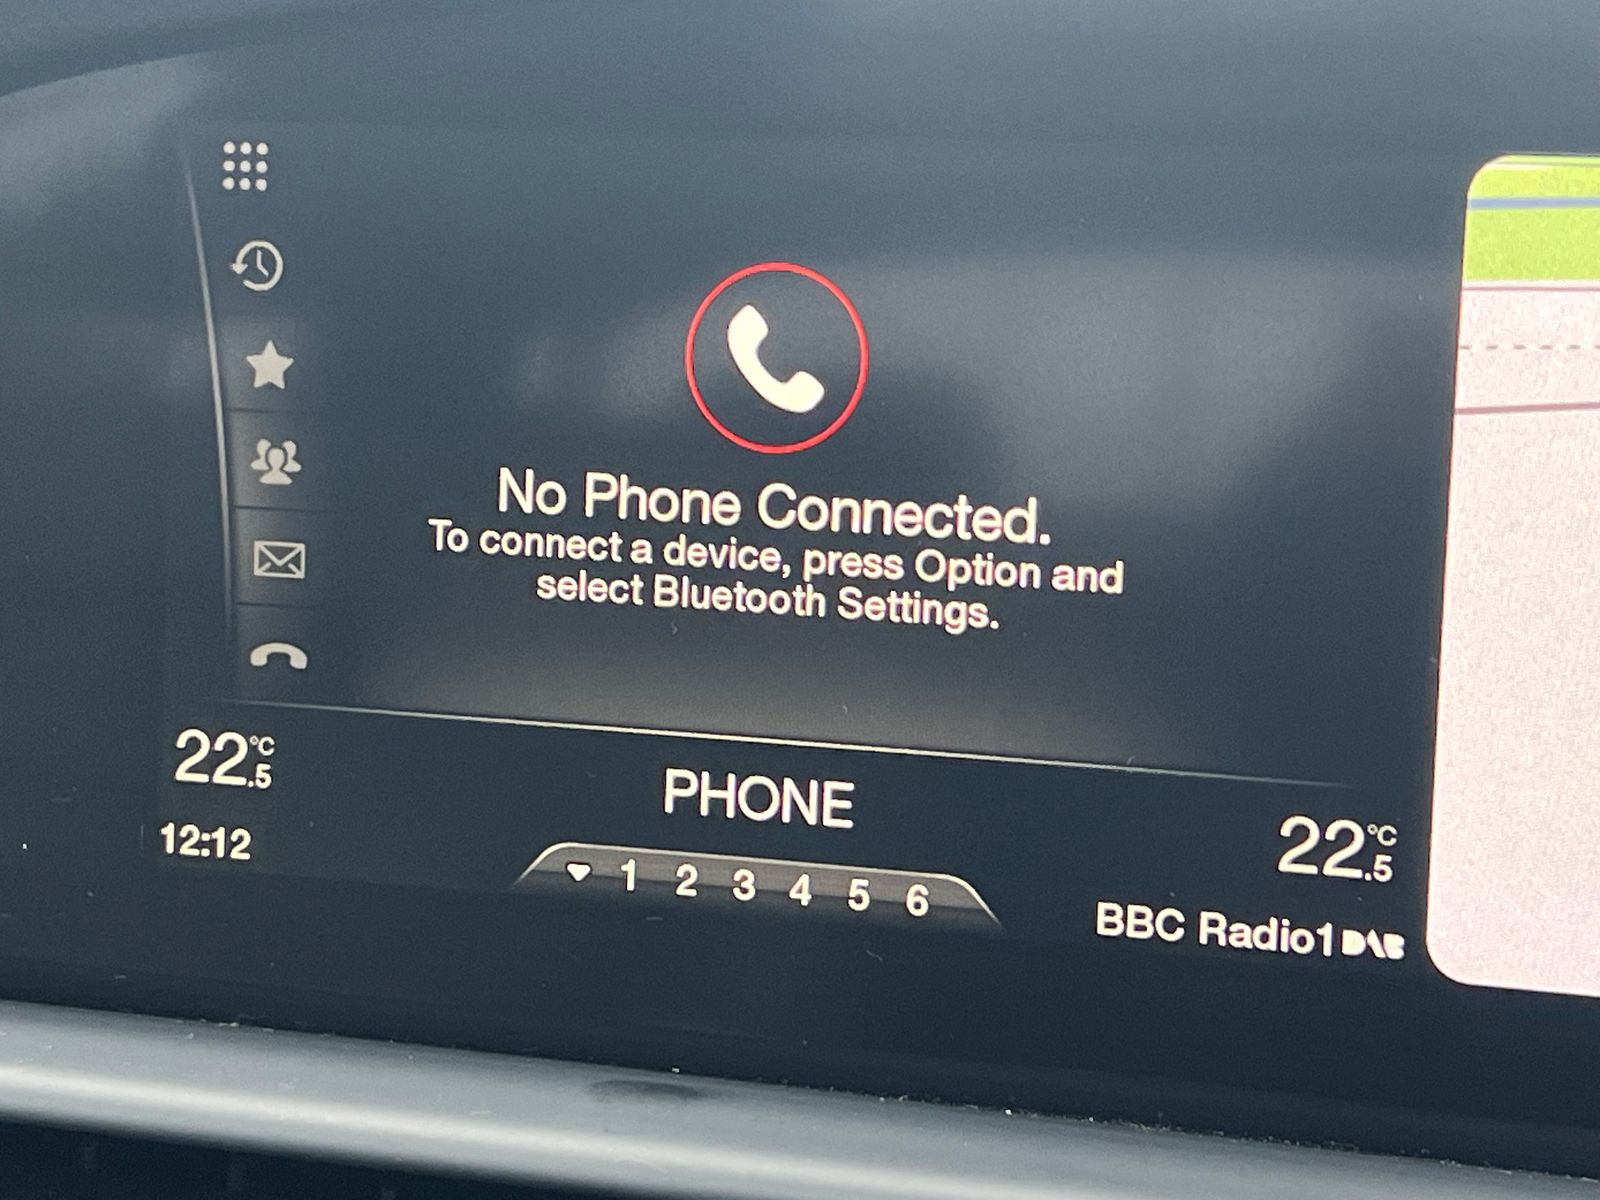 No Phone Connected.
To connect a device, press Option and
select Bluetooth Settings.
22.5°C
PHONE
22.5°C
12:12
1 2 3 4 5 6
BBC Radio1 DAB